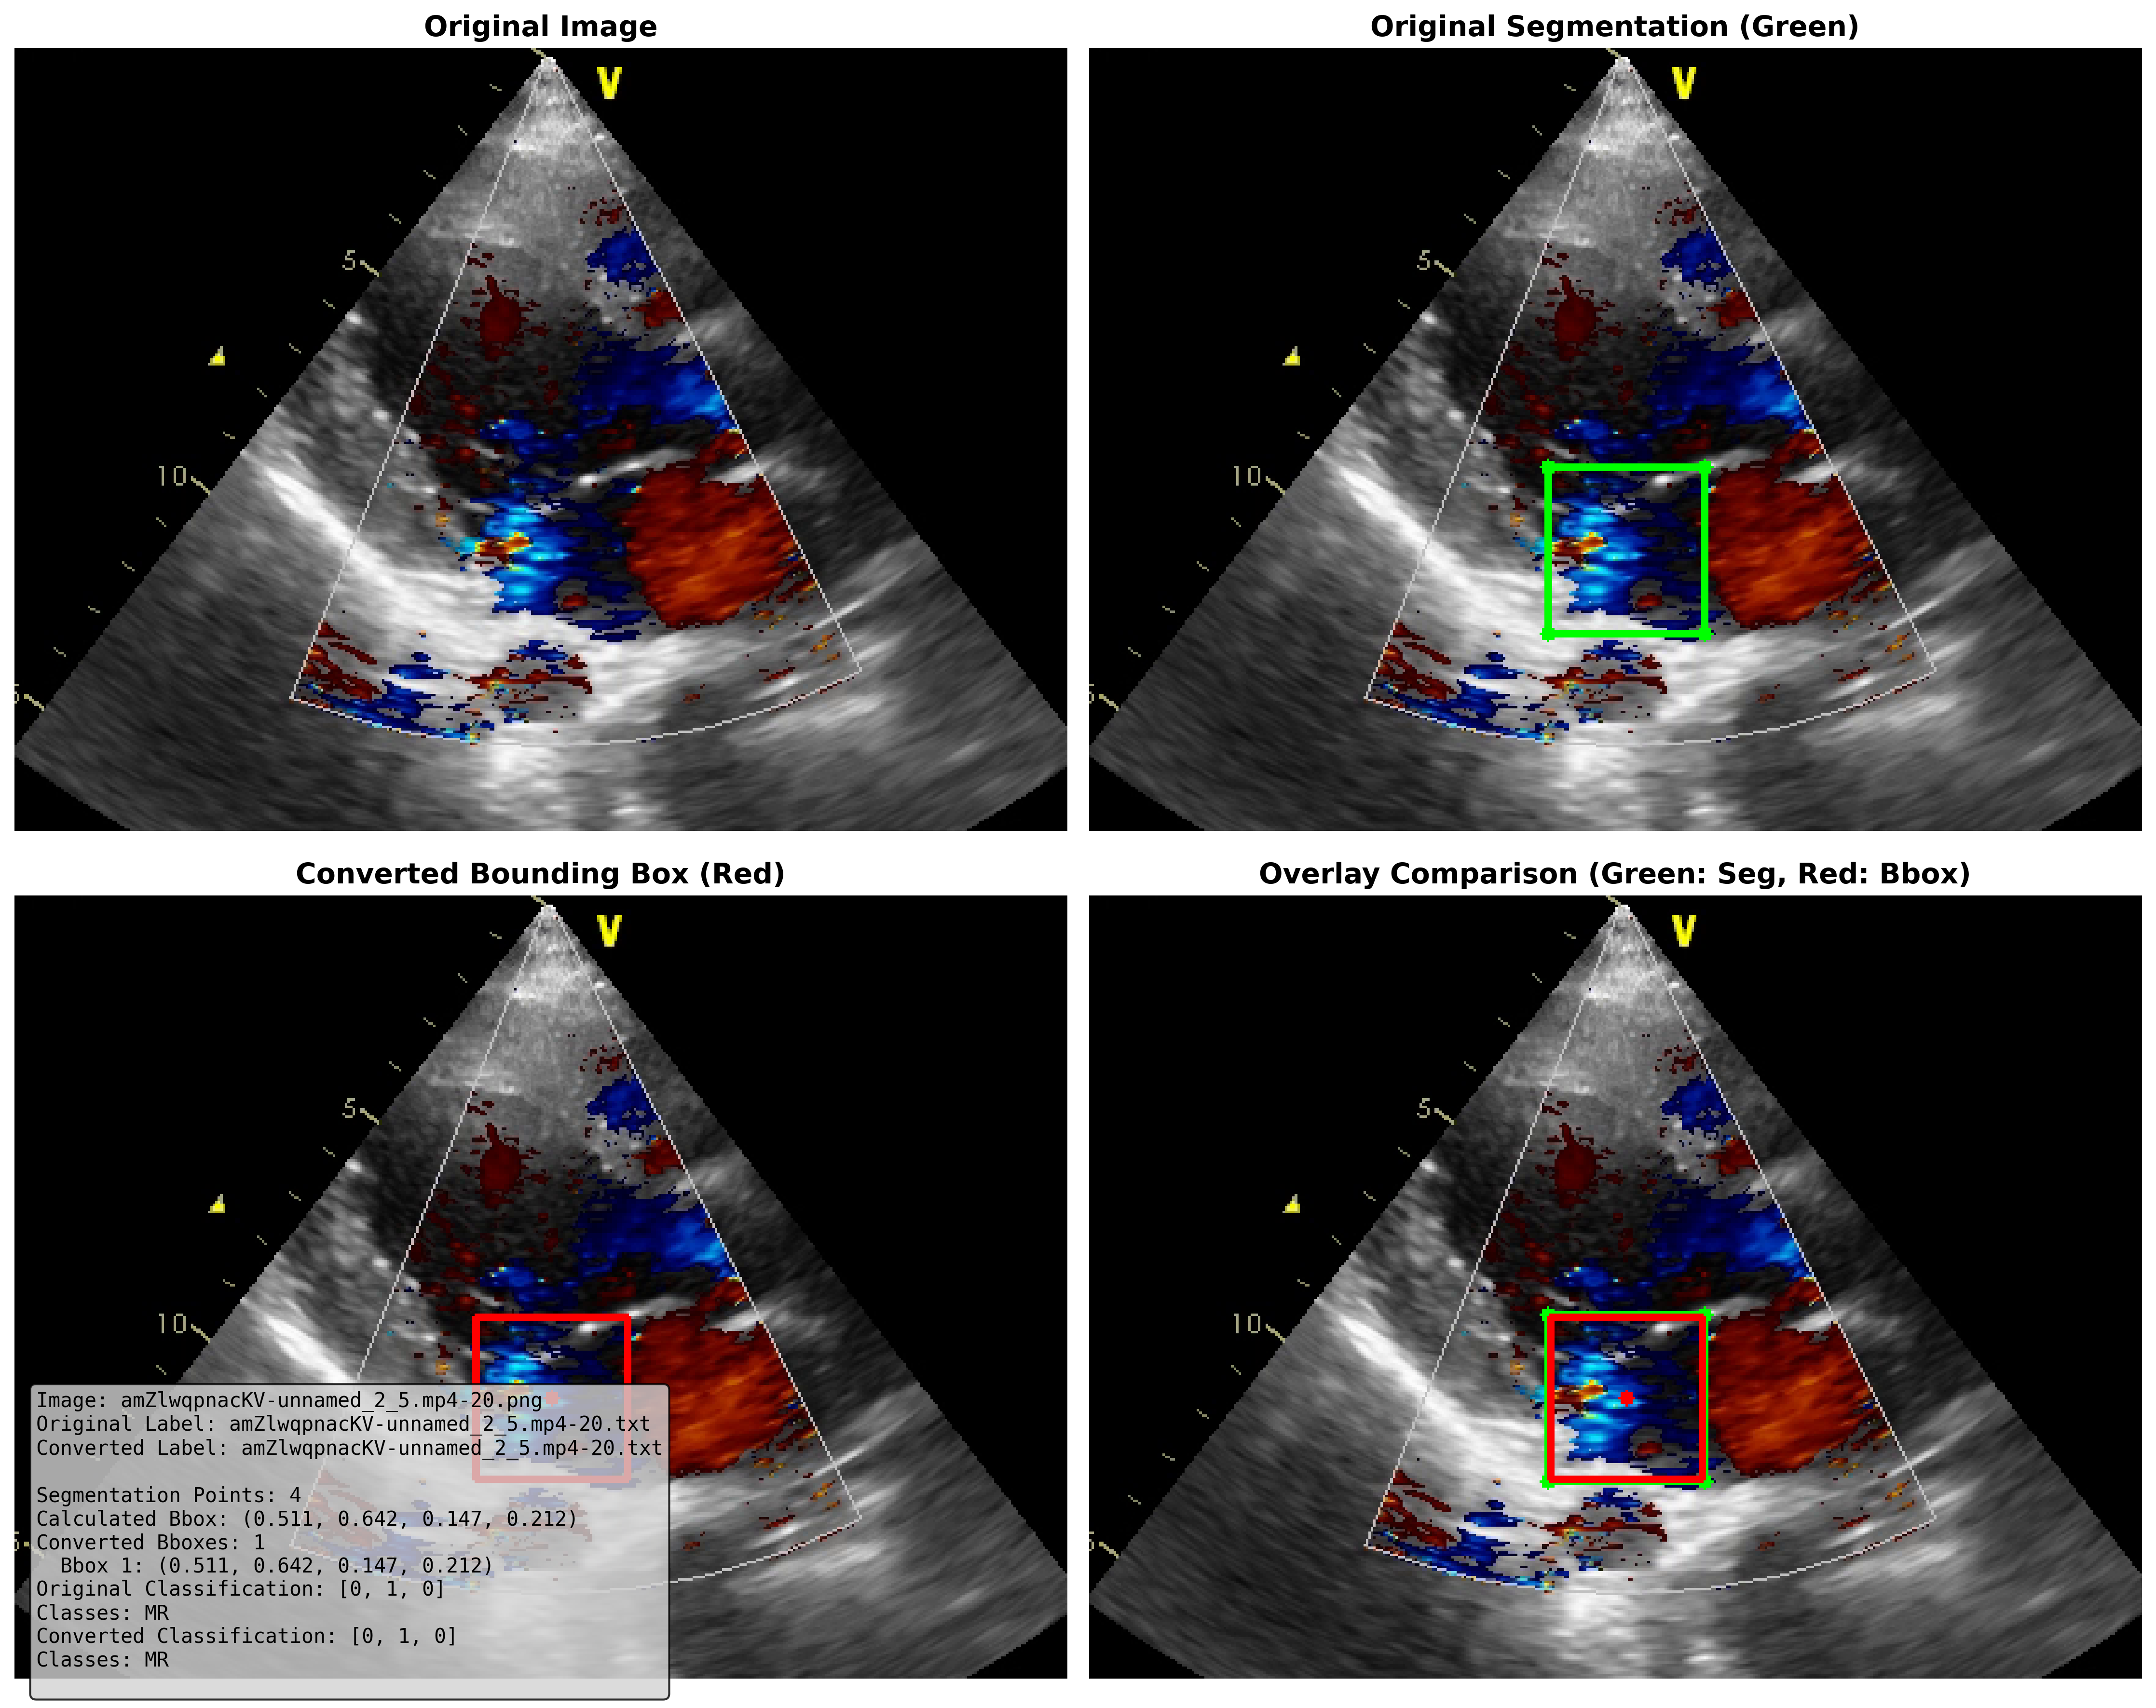 Original Image
Original Segmentation (Green)
V
5
10
V
5
10
Converted Bounding Box (Red)
Overlay Comparison (Green: Seg, Red: Bbox)
V
5
10
V
5
10
Image: amZlwqpnacKV-unnamed_2_5.mp4-20.png
Original Label: amZlwqpnacKV-unnamed_2_5.mp4-20.txt
Converted Label: amZlwqpnacKV-unnamed_2_5.mp4-20.txt
Segmentation Points: 4
Calculated Bbox: (0.511, 0.642, 0.147, 0.212)
Converted Bboxes: 1
Bbox 1: (0.511, 0.642, 0.147, 0.212)
Original Classification: [0, 1, 0]
Classes: MR
Converted Classification: [0, 1, 0]
Classes: MR